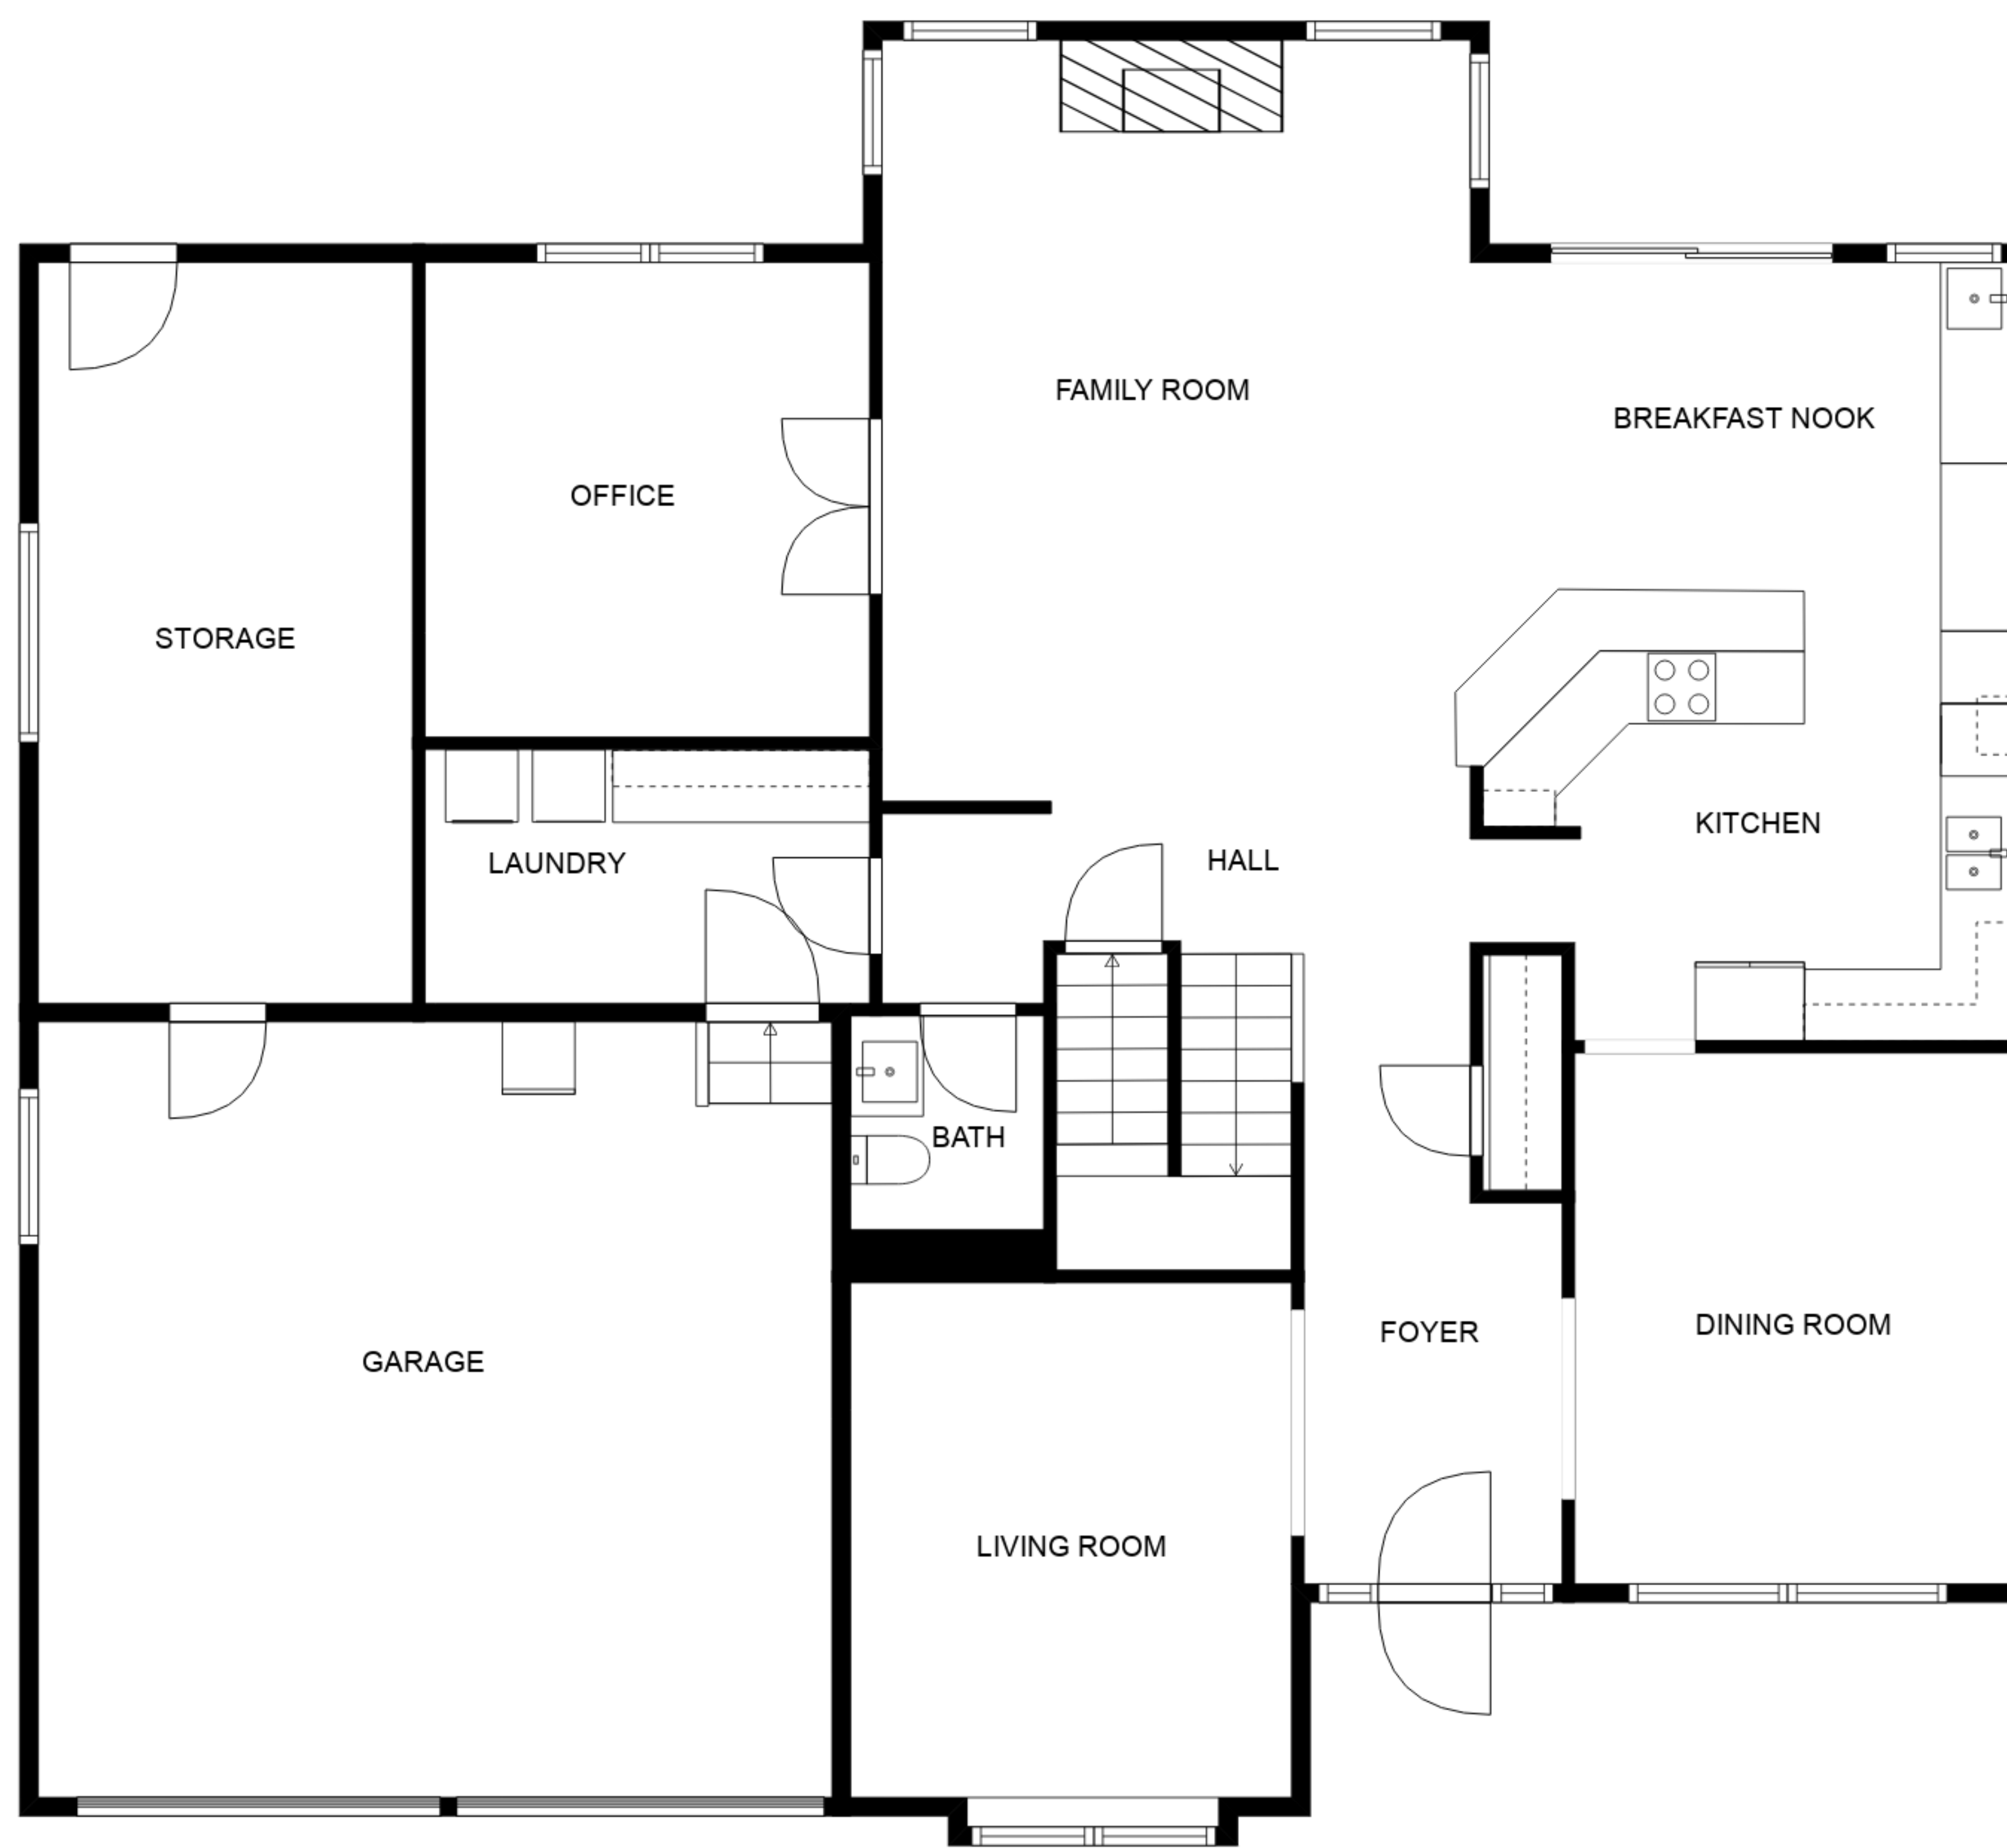 FAMILY ROOM
BREAKFAST NOOK
OFFICE
STORAGE
KITCHEN
HALL
LAUNDRY
BATH
DINING ROOM
FOYER
GARAGE
LIVING ROOM